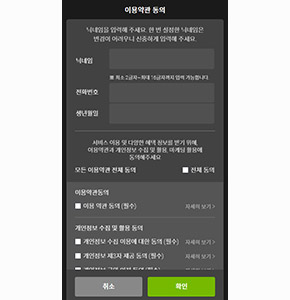 이용약관 동의
닉네임을 입력해 주세요. 한 번 설정한 닉네임은
변경이 어려우니 신중하게 입력해 주세요.
닉네임
※ 최소 2글자~최대 16글자까지 입력 가능합니다.
전화번호
생년월일
서비스 이용 및 다양한 혜택 정보를 받기 위해,
이용약관과 개인정보 수집 및 활용, 마케팅 활용에
동의해주세요
모든 이용약관 전체 동의 전체 동의
이용약관동의
이용 약관 동의 (필수) 자세히 보기 >
개인정보 수집 및 활용 동의
개인정보 수집 이용에 대한 동의 (필수) 자세히 보기 >
개인정보 제3자 제공 동의 (필수) 자세히 보기 >
취소 확인